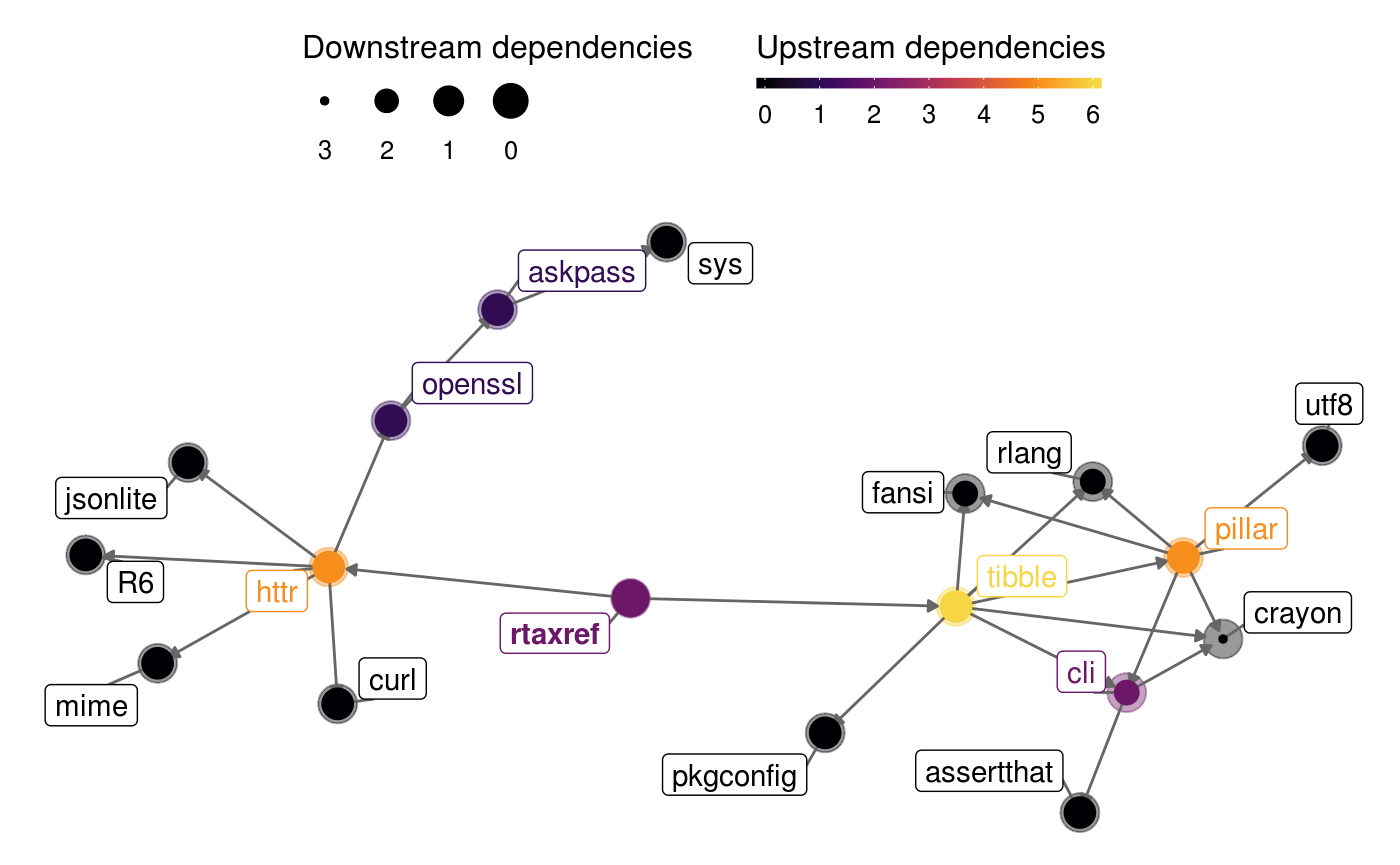 Downstream dependencies
3 2 1 0
Upstream dependencies
0 1 2 3 4 5 6
askpass
sys
openssl
utf8
rlang
jsonlite
fansi
pillar
R6
httr
tibble
rtaxref
crayon
cli
curl
mime
pkgconfig
assertthat